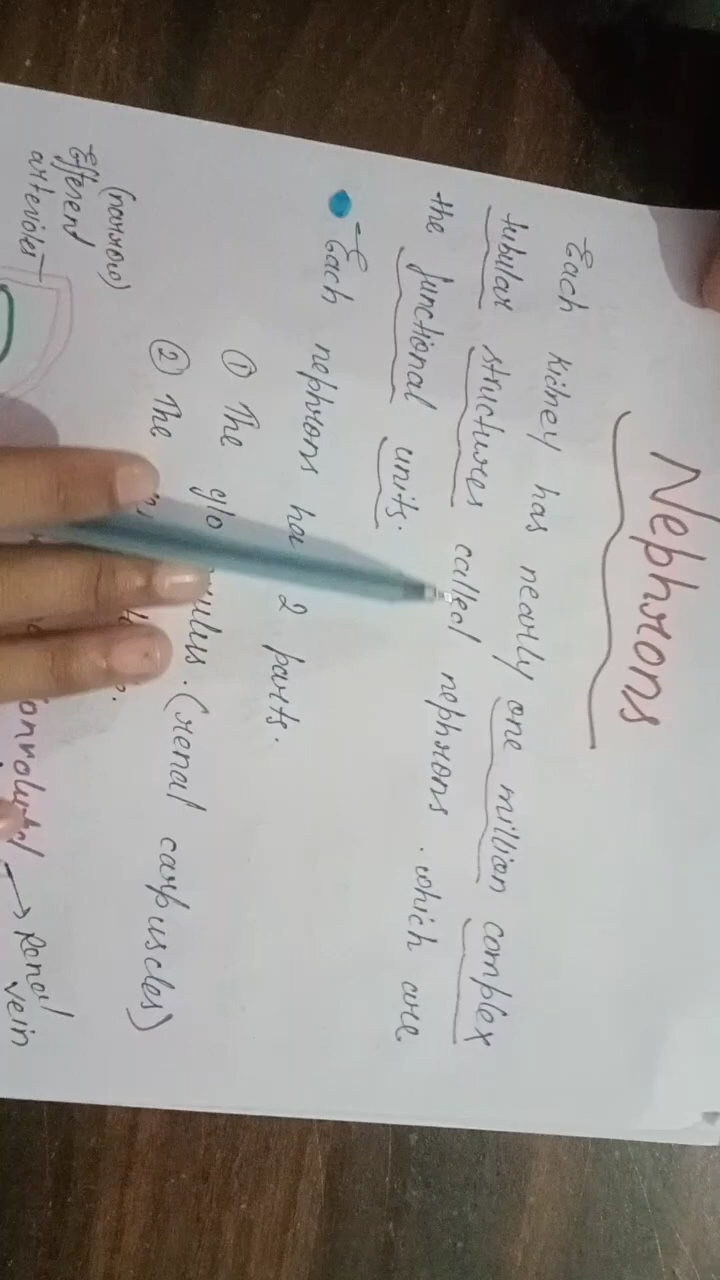 Nephrons
Each kidney has nearly one million complex
tubular structures called nephrons. which are
the functional units.
Each nephrons ha 2 parts.
① The glo mulus. (renal carpuscles)
② The
(narrow)
Efferent
arterioles
→ Renal
vein